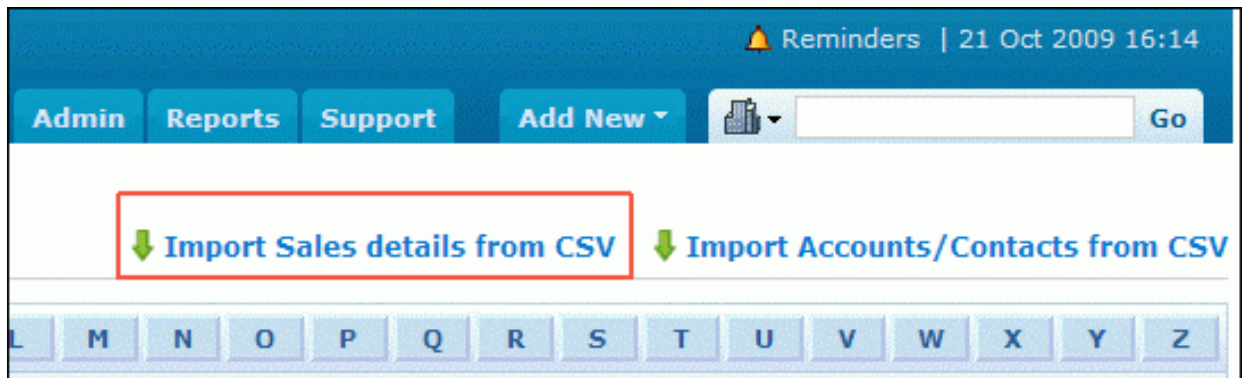 Reminders | 21 Oct 2009 16:14
Admin Reports Support Add New Go
Import Sales details from CSV Import Accounts/Contacts from CSV
L M N O P Q R S T U V W X Y Z